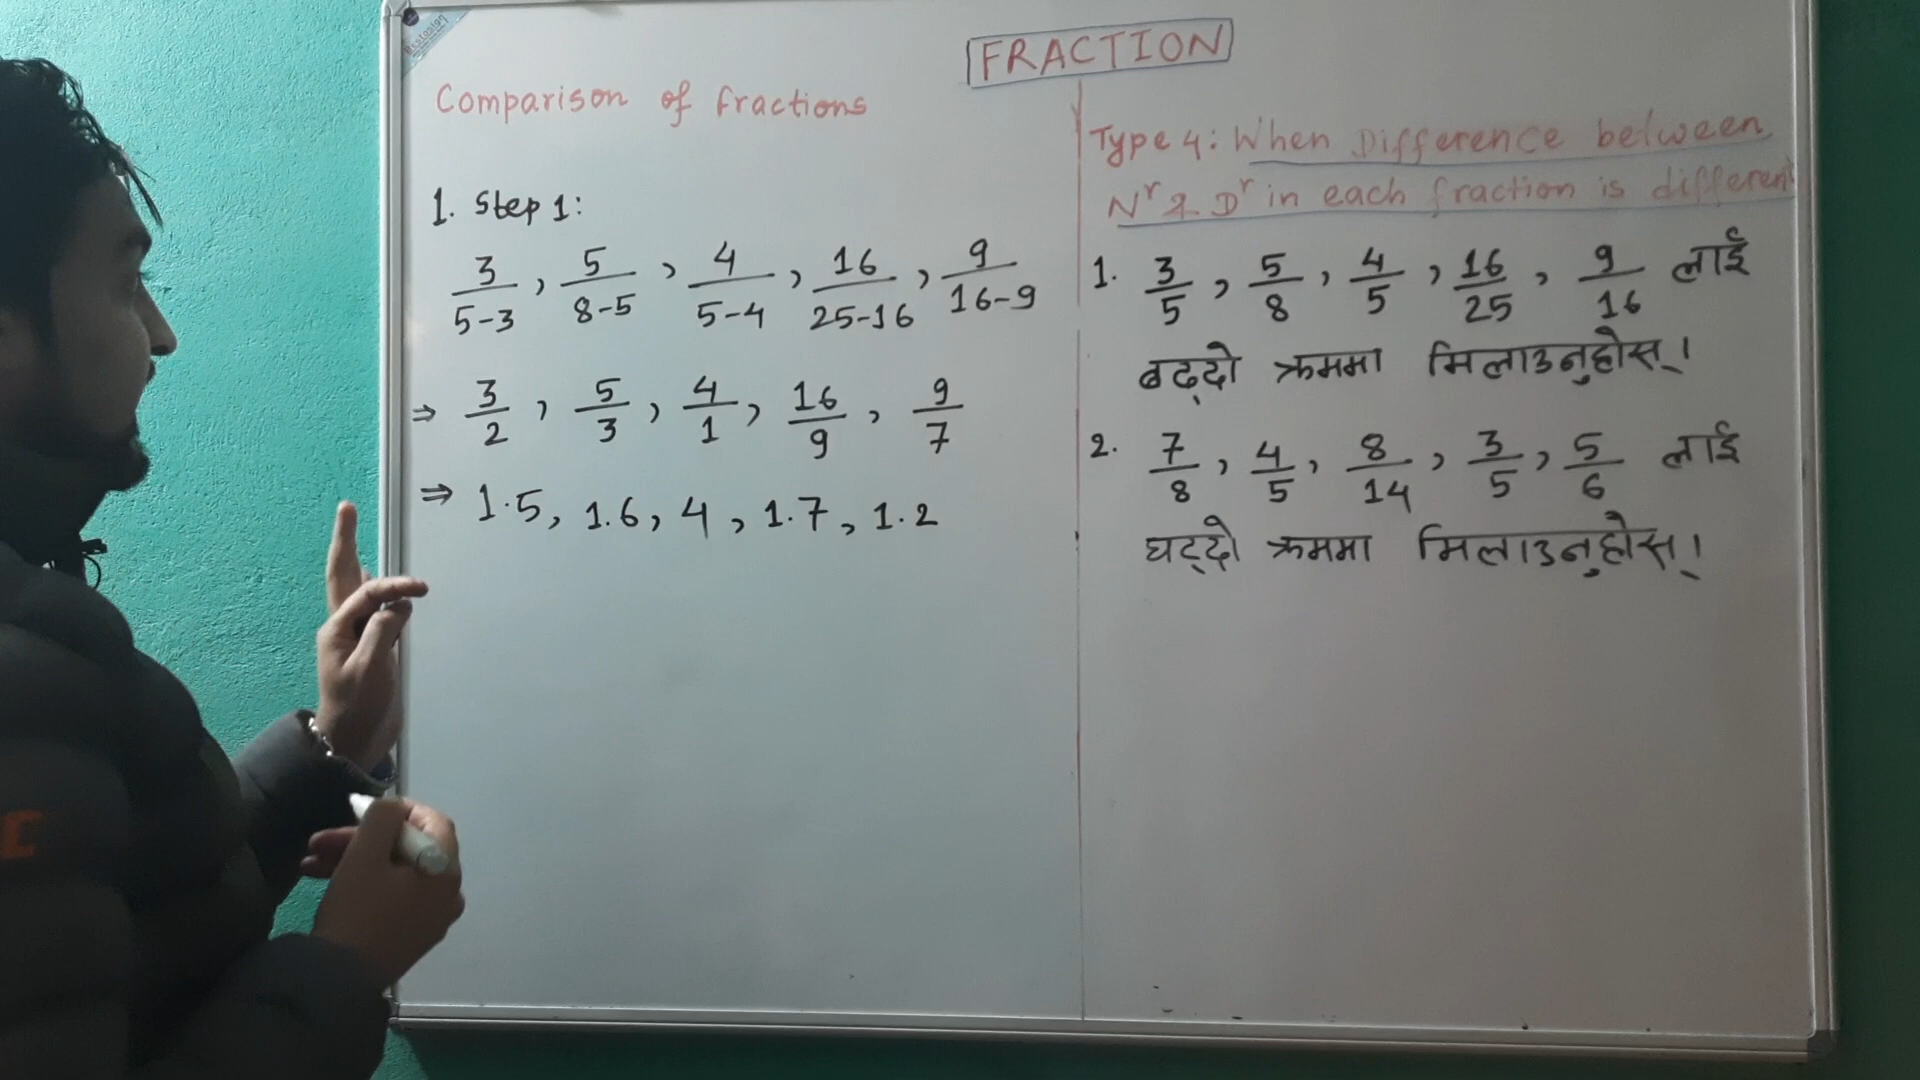 FRACTION
Comparison of fractions
1. Step 1:
3/(5-3), 5/(8-5), 4/(5-4), 16/(25-16), 9/(16-9)
⇒ 3/2, 5/3, 4/1, 16/9, 9/7
⇒ 1.5, 1.6, 4, 1.7, 1.2
Type 4: When Difference between
Nʳ & Dʳ in each fraction is different
1. 3/5, 5/8, 4/5, 16/25, 9/16 लाई
बढ्दो क्रममा मिलाउनुहोस्।
2. 7/8, 4/5, 8/14, 3/5, 5/6 लाई
घट्दो क्रममा मिलाउनुहोस्।